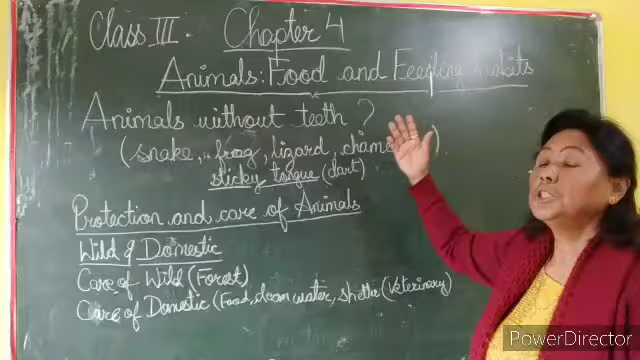 Class III. Chapter 4
Animals: Food and Feeding Habits
Animals without teeth ?
(snake, frog, lizard,
sticky tongue (dart)
Protection and care of Animals
Wild & Domestic
Care of Wild (Forest)
Care of Domestic (Food, clean water, shelter (Veterinary)
PowerDirector